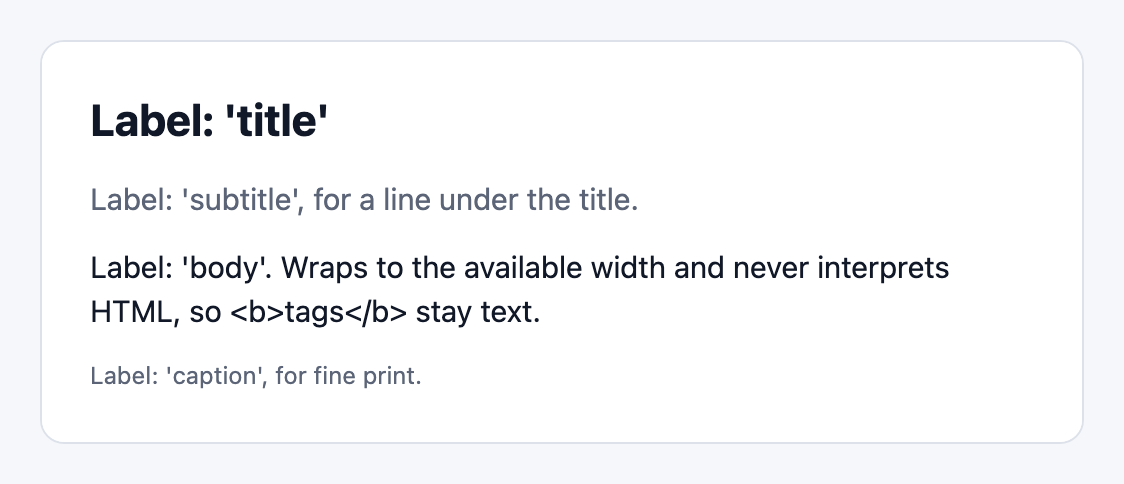 Label: 'title'
Label: 'subtitle', for a line under the title.
Label: 'body'. Wraps to the available width and never interprets
HTML, so <b>tags</b> stay text.
Label: 'caption', for fine print.